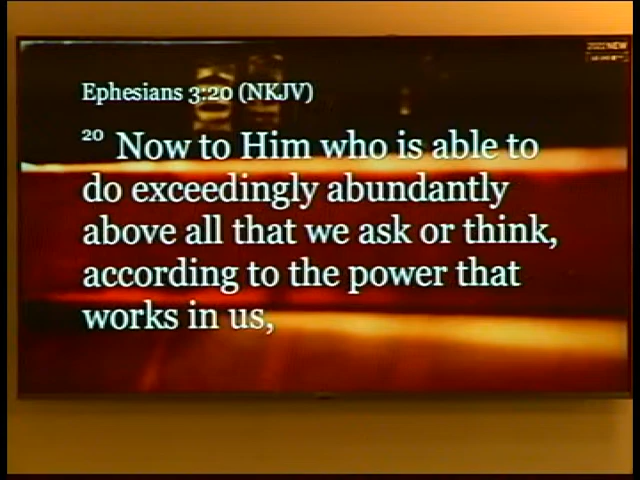 Ephesians 3:20 (NKJV)
20 Now to Him who is able to
do exceedingly abundantly
above all that we ask or think,
according to the power that
works in us,